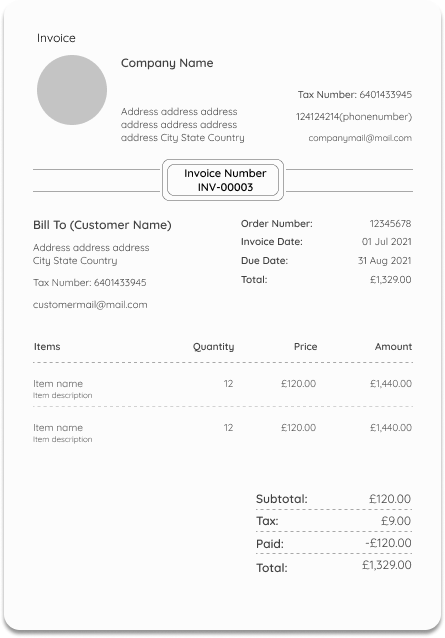 Invoice
Company Name
Tax Number: 6401433945
Address address address
124124214(phonenumber)
address address address
address City State Country
companymail@mail.com
Invoice Number
INV-00003
Bill To (Customer Name)
Address address address
City State Country
Tax Number: 6401433945
customermail@mail.com
Order Number: 12345678
Invoice Date: 01 Jul 2021
Due Date: 31 Aug 2021
Total: £1,329.00
Items Quantity Price Amount
Item name 12 £120.00 £1,440.00
Item description
Item name 12 £120.00 £1,440.00
Item description
Subtotal: £120.00
Tax: £9.00
Paid: -£120.00
Total: £1,329.00